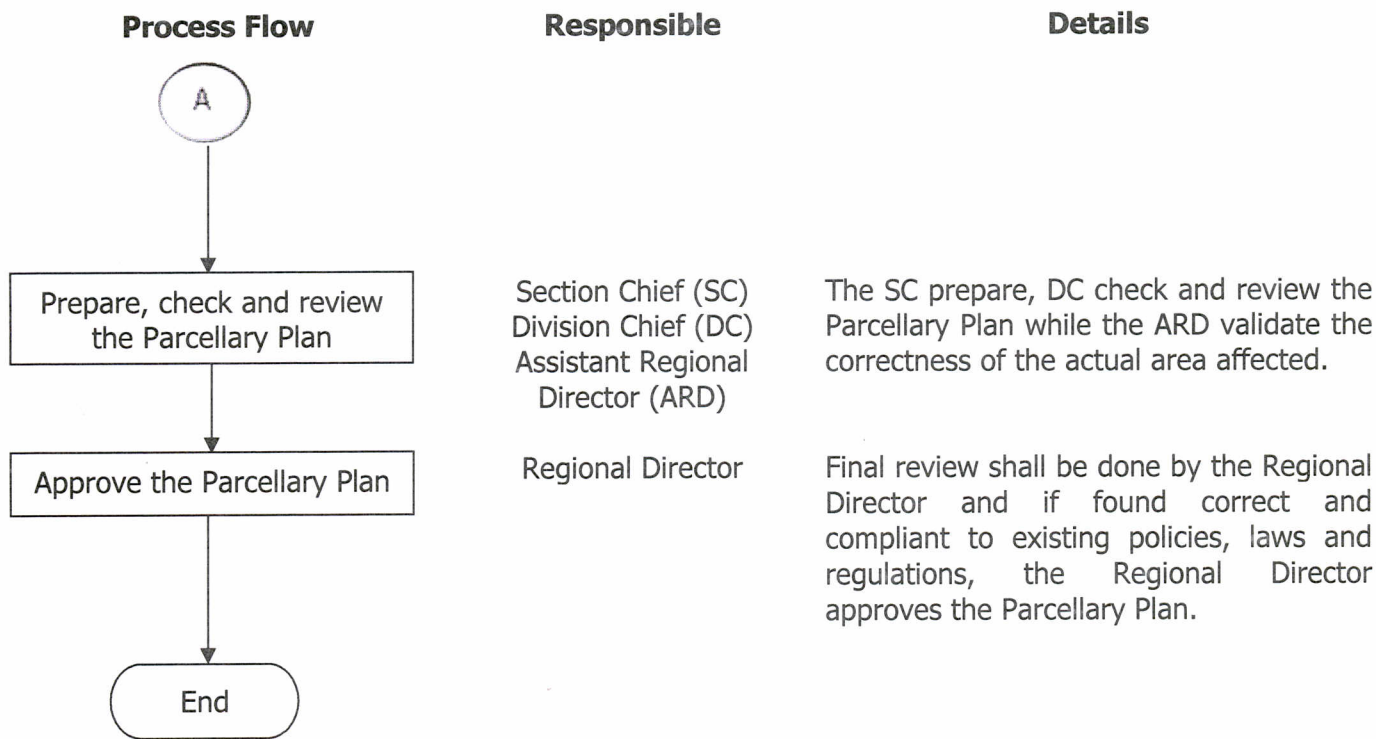 Process Flow
Responsible
Details
A
Prepare, check and review
the Parcellary Plan
Section Chief (SC)
Division Chief (DC)
Assistant Regional
Director (ARD)
The SC prepare, DC check and review the
Parcellary Plan while the ARD validate the
correctness of the actual area affected.
Approve the Parcellary Plan
Regional Director
Final review shall be done by the Regional
Director and if found correct and
compliant to existing policies, laws and
regulations, the Regional Director
approves the Parcellary Plan.
End